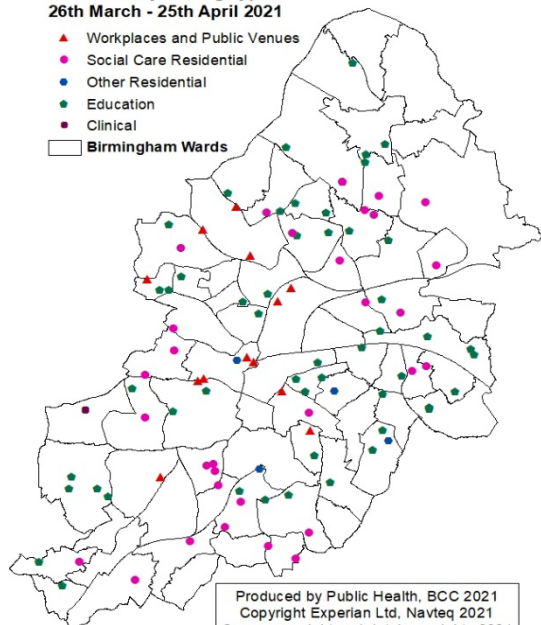 26th March - 25th April 2021
Workplaces and Public Venues
Social Care Residential
Other Residential
Education
Clinical
Birmingham Wards
Produced by Public Health, BCC 2021
Copyright Experian Ltd, Navteq 2021